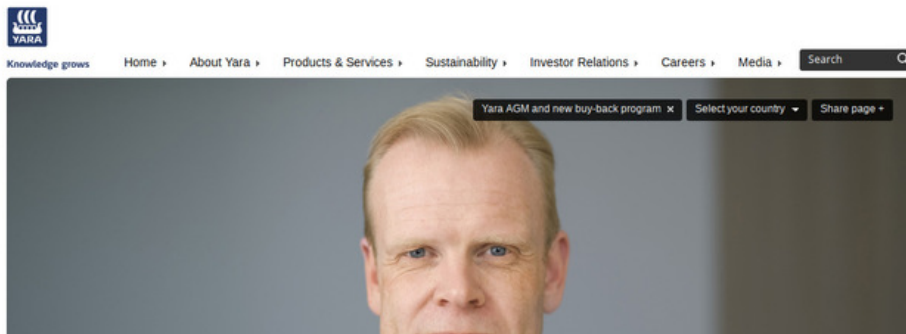 YARA
Knowledge grows
Home
About Yara
Products & Services
Sustainability
Investor Relations
Careers
Media
Search
Yara AGM and new buy-back program ×
Select your country
Share page +